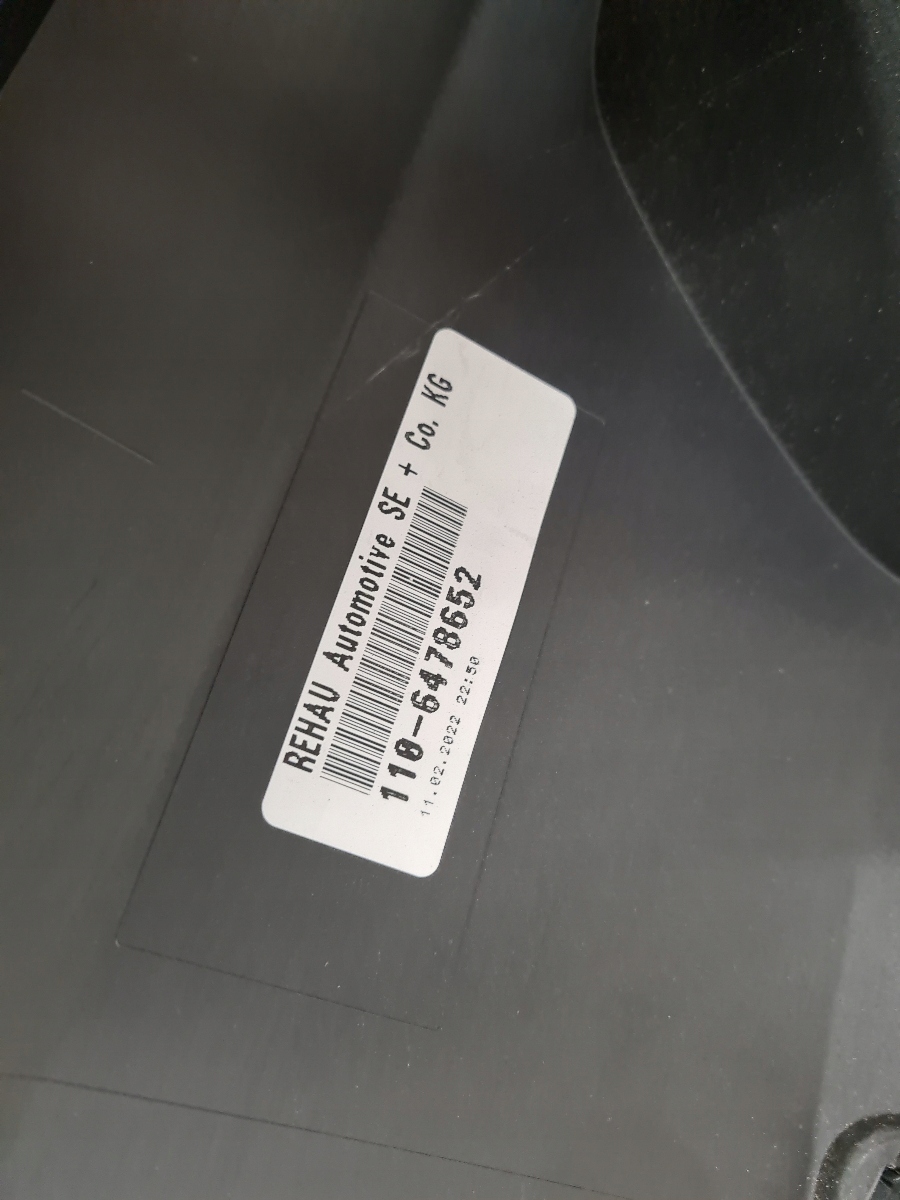 REHAU Automotive SE + Co. KG
110-6478652
11.02.2022 22:50